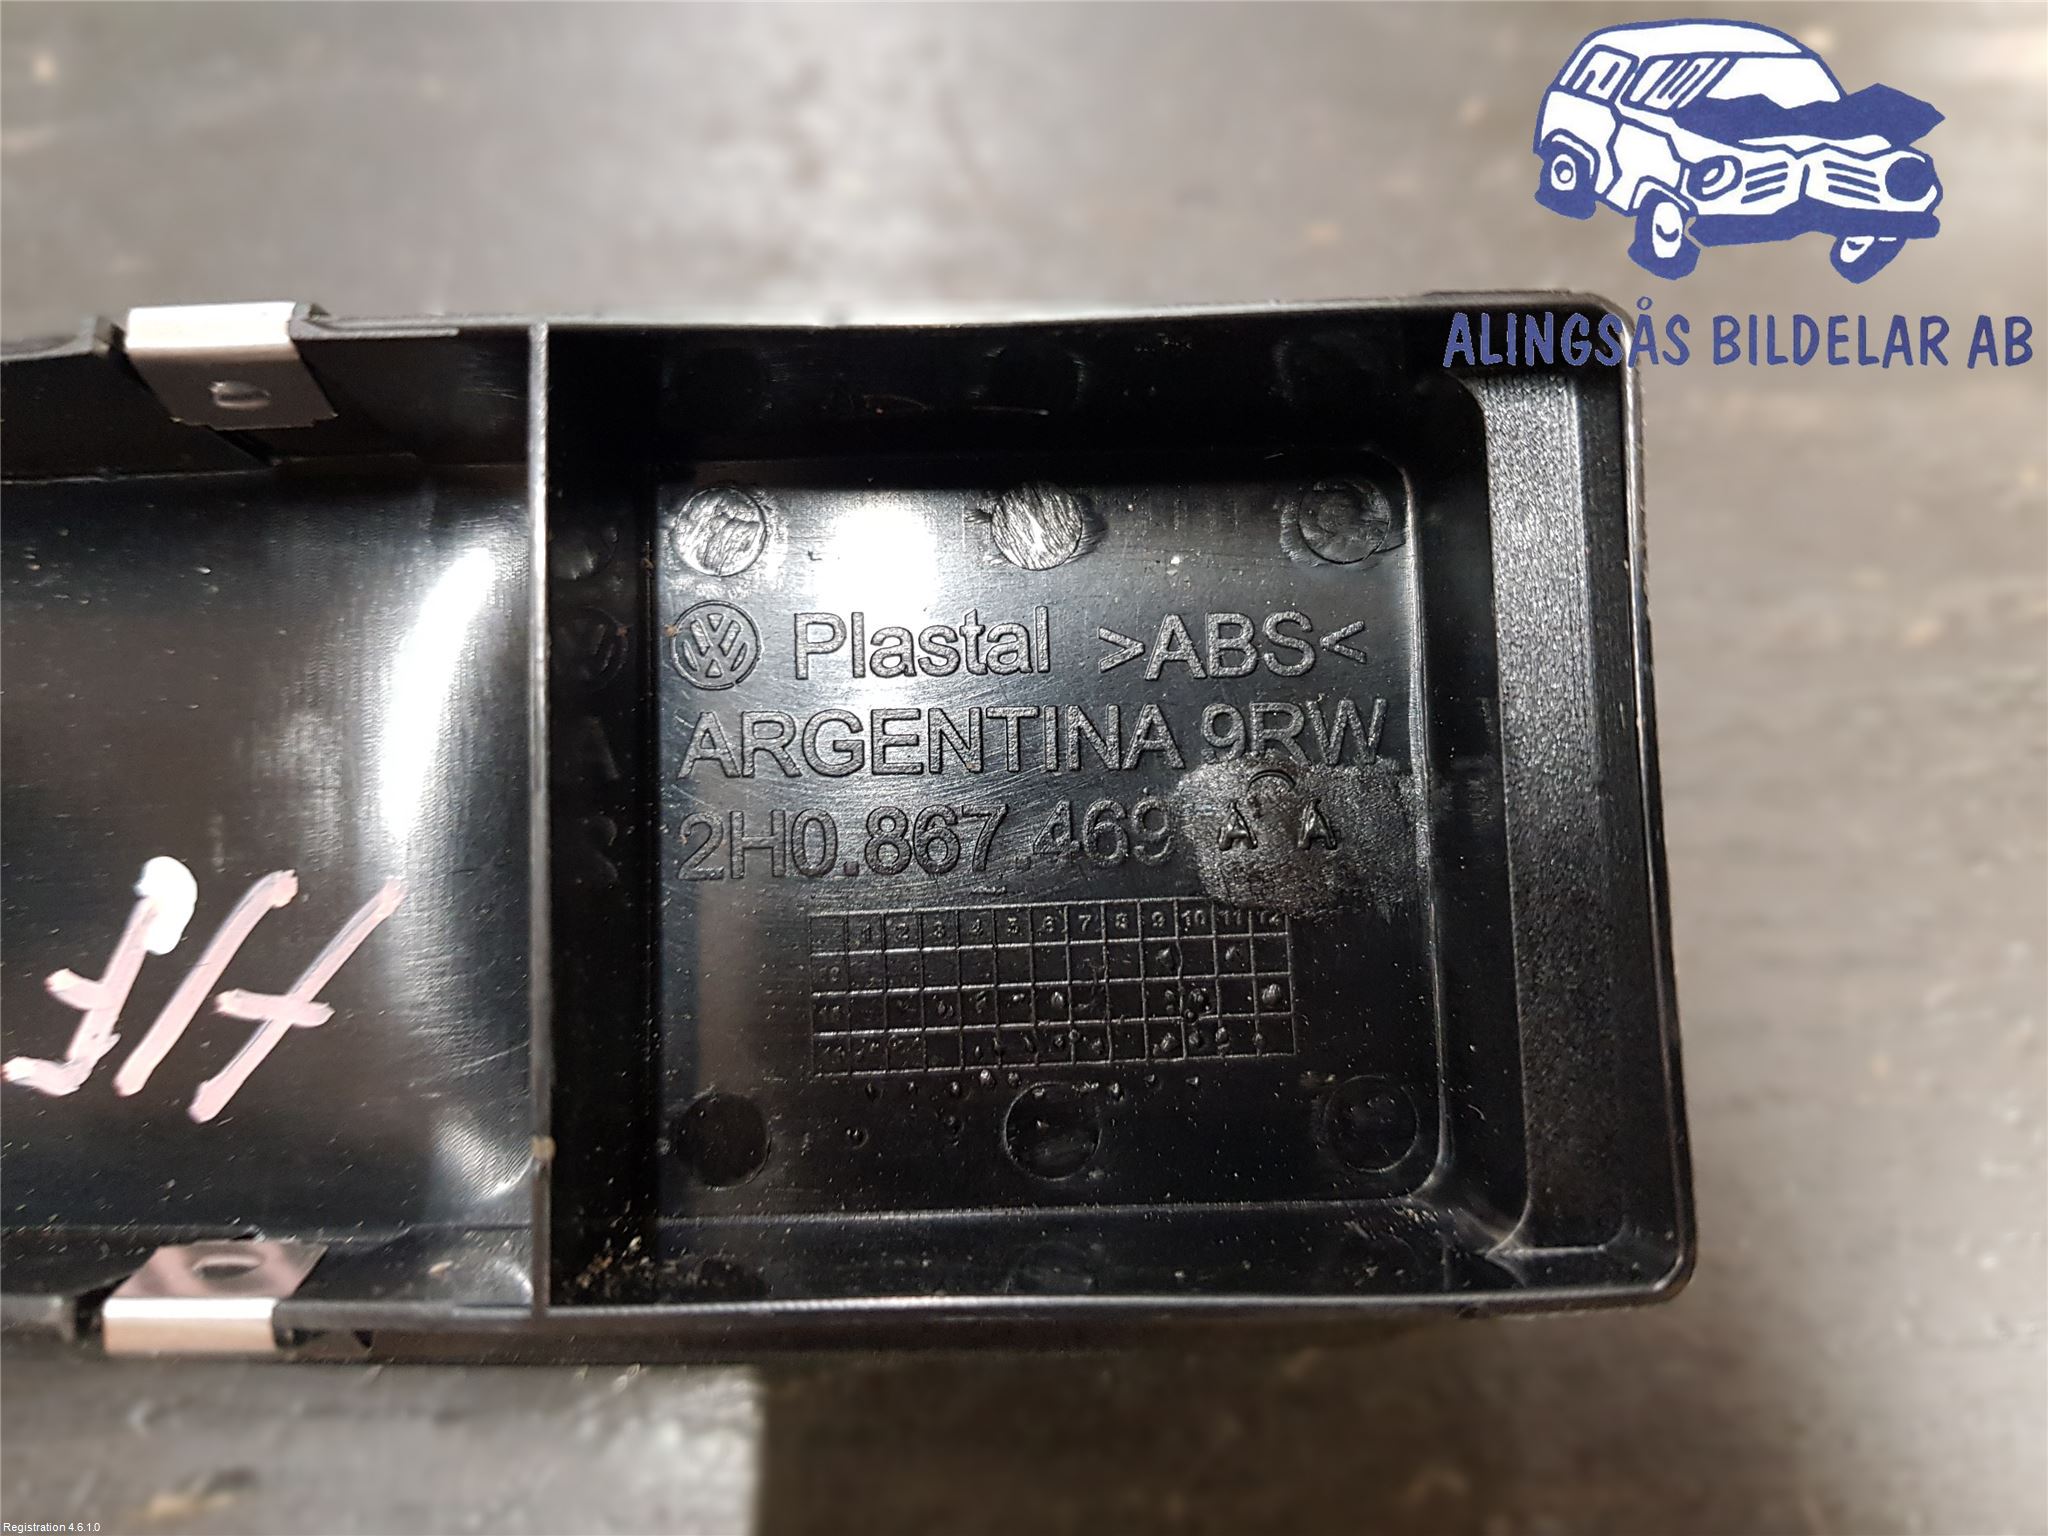 ALINGSÅS BILDELAR AB
Plastal >ABS<
ARGENTINA 9RW
2H0.867.469
A A
1 2 3 4 5 6 7 8 9 10 11 12
Registration 4.6.1.0